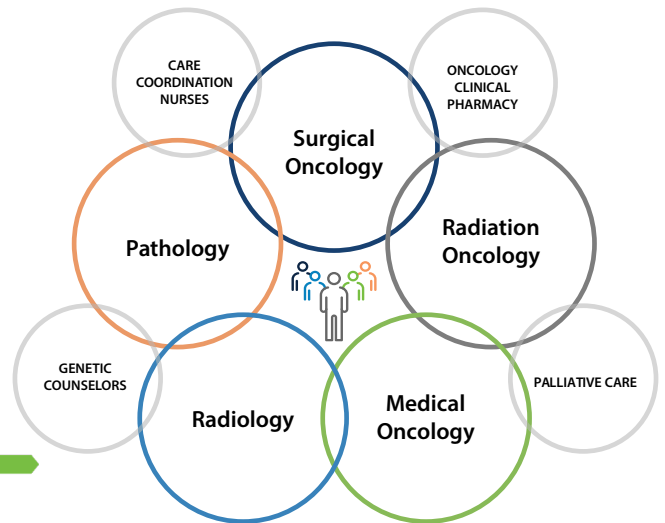 CARE
COORDINATION
NURSES
ONCOLOGY
CLINICAL
PHARMACY
Surgical
Oncology
Pathology
Radiation
Oncology
GENETIC
COUNSELORS
PALLIATIVE CARE
Radiology
Medical
Oncology